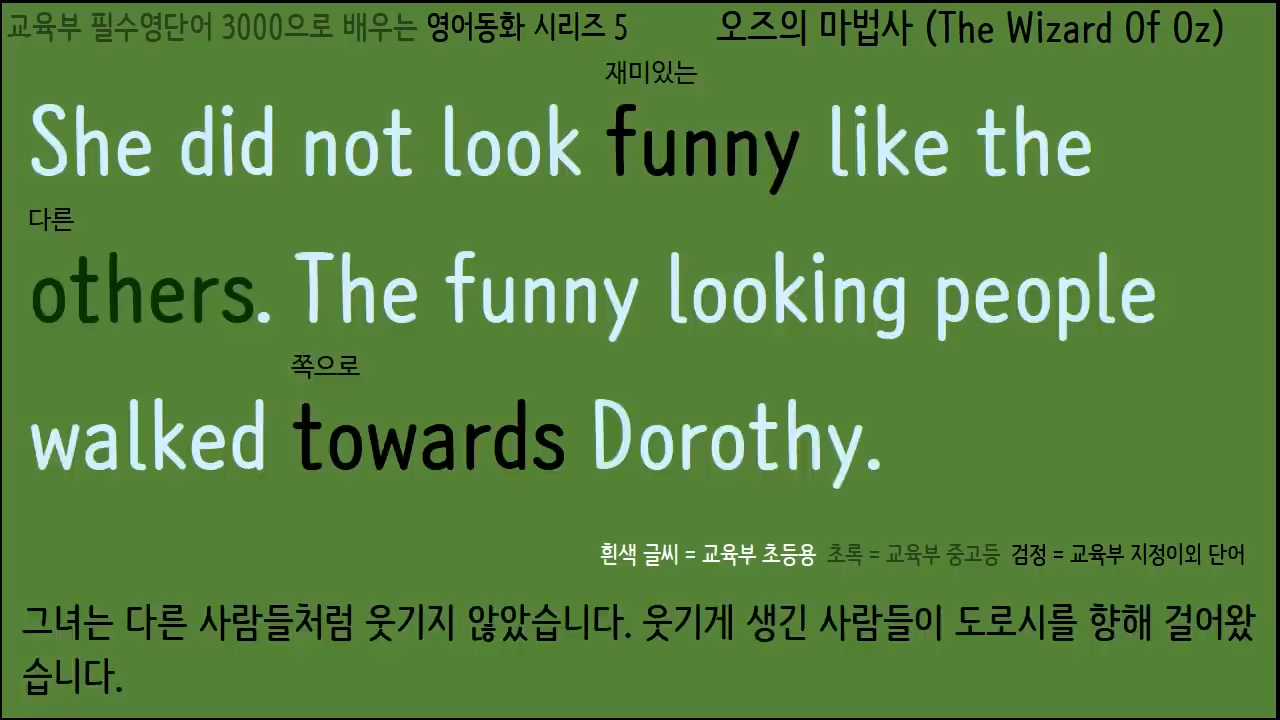 교육부 필수영단어 3000으로 배우는 영어동화 시리즈 5 오즈의 마법사 (The Wizard Of Oz)
재미있는
She did not look funny like the
다른
others. The funny looking people
쪽으로
walked towards Dorothy.
흰색 글씨 = 교육부 초등용 초록 = 교육부 중고등 검정 = 교육부 지정이외 단어
그녀는 다른 사람들처럼 웃기지 않았습니다. 웃기게 생긴 사람들이 도로시를 향해 걸어왔
습니다.